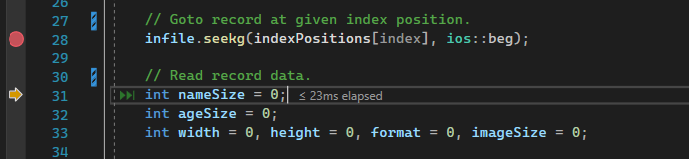 26
27 // Goto record at given index position.
28 infile.seekg(indexPositions[index], ios::beg);
29
30 // Read record data.
31 int nameSize = 0; ≤ 23ms elapsed
32 int ageSize = 0;
33 int width = 0, height = 0, format = 0, imageSize = 0;
34